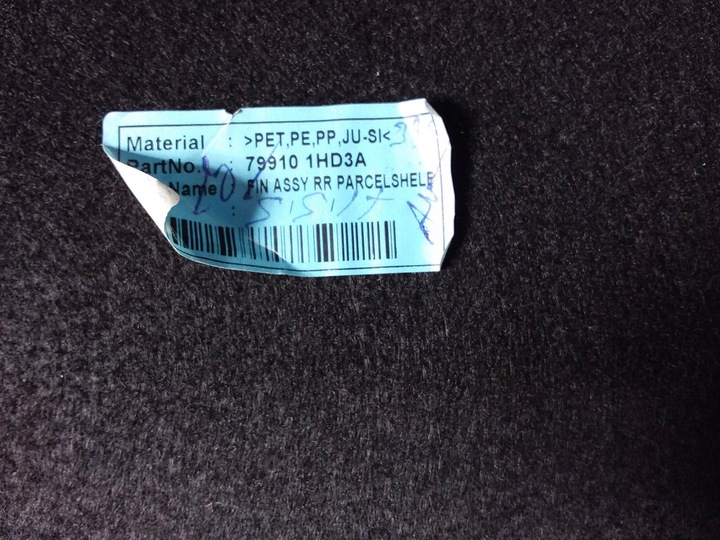 Material : >PET,PE,PP,JU-SI<
PartNo. : 79910 1HD3A
Name : FIN ASSY RR PARCELSHELF